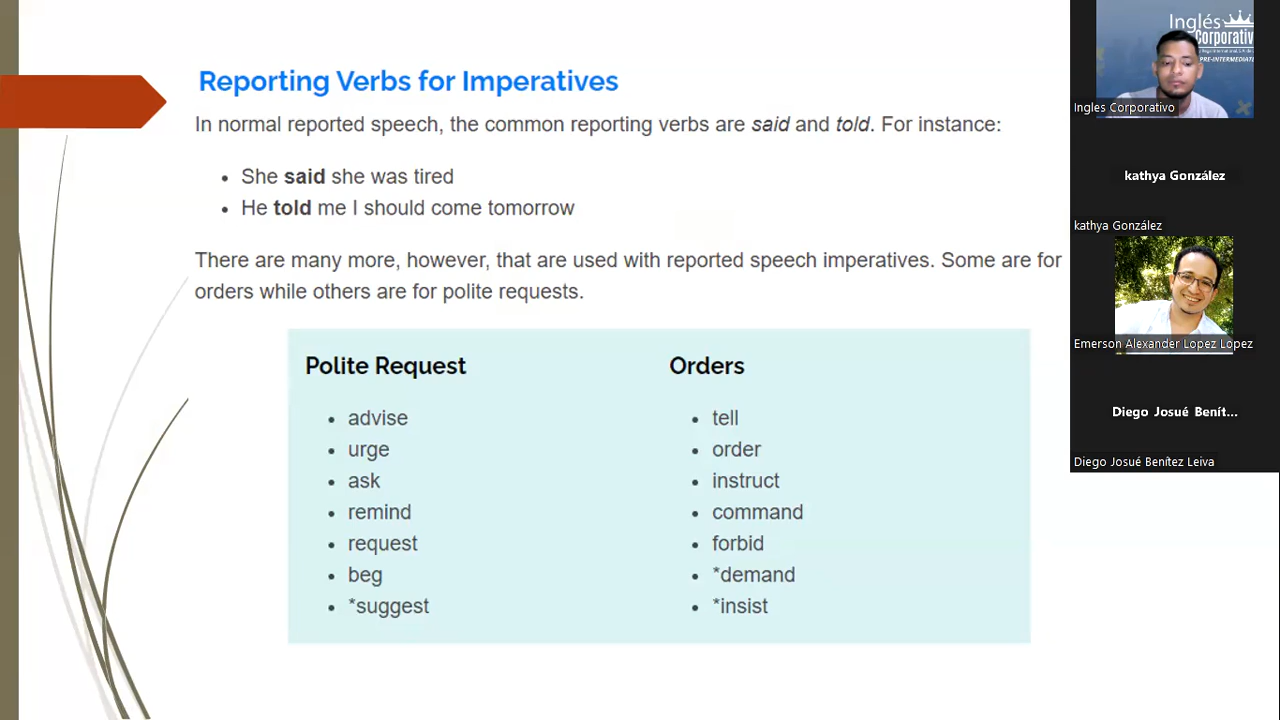 Reporting Verbs for Imperatives
In normal reported speech, the common reporting verbs are said and told. For instance:
• She said she was tired
• He told me I should come tomorrow
There are many more, however, that are used with reported speech imperatives. Some are for
orders while others are for polite requests.
Polite Request
• advise
• urge
• ask
• remind
• request
• beg
• *suggest
Orders
• tell
• order
• instruct
• command
• forbid
• *demand
• *insist
Inglés
Corporativ
PRE-INTERMEDIATE
Ingles Corporativo
kathya González
kathya González
Emerson Alexander Lopez Lopez
Diego Josué Benít...
Diego Josué Benítez Leiva